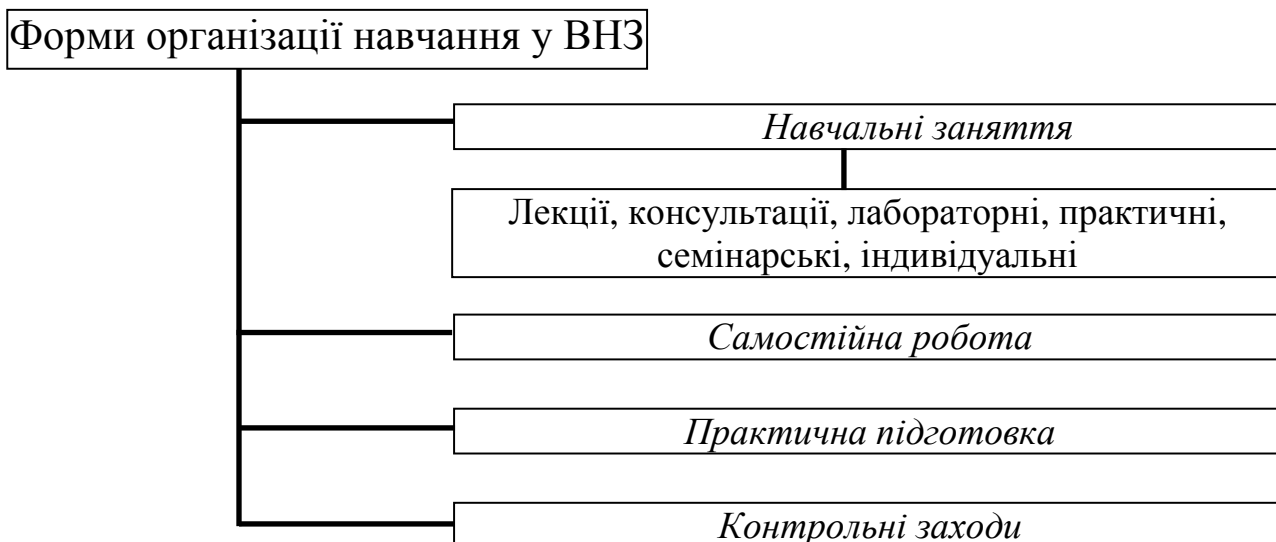 Форми організації навчання у ВНЗ
Навчальні заняття
Лекції, консультації, лабораторні, практичні,
семінарські, індивідуальні
Самостійна робота
Практична підготовка
Контрольні заходи